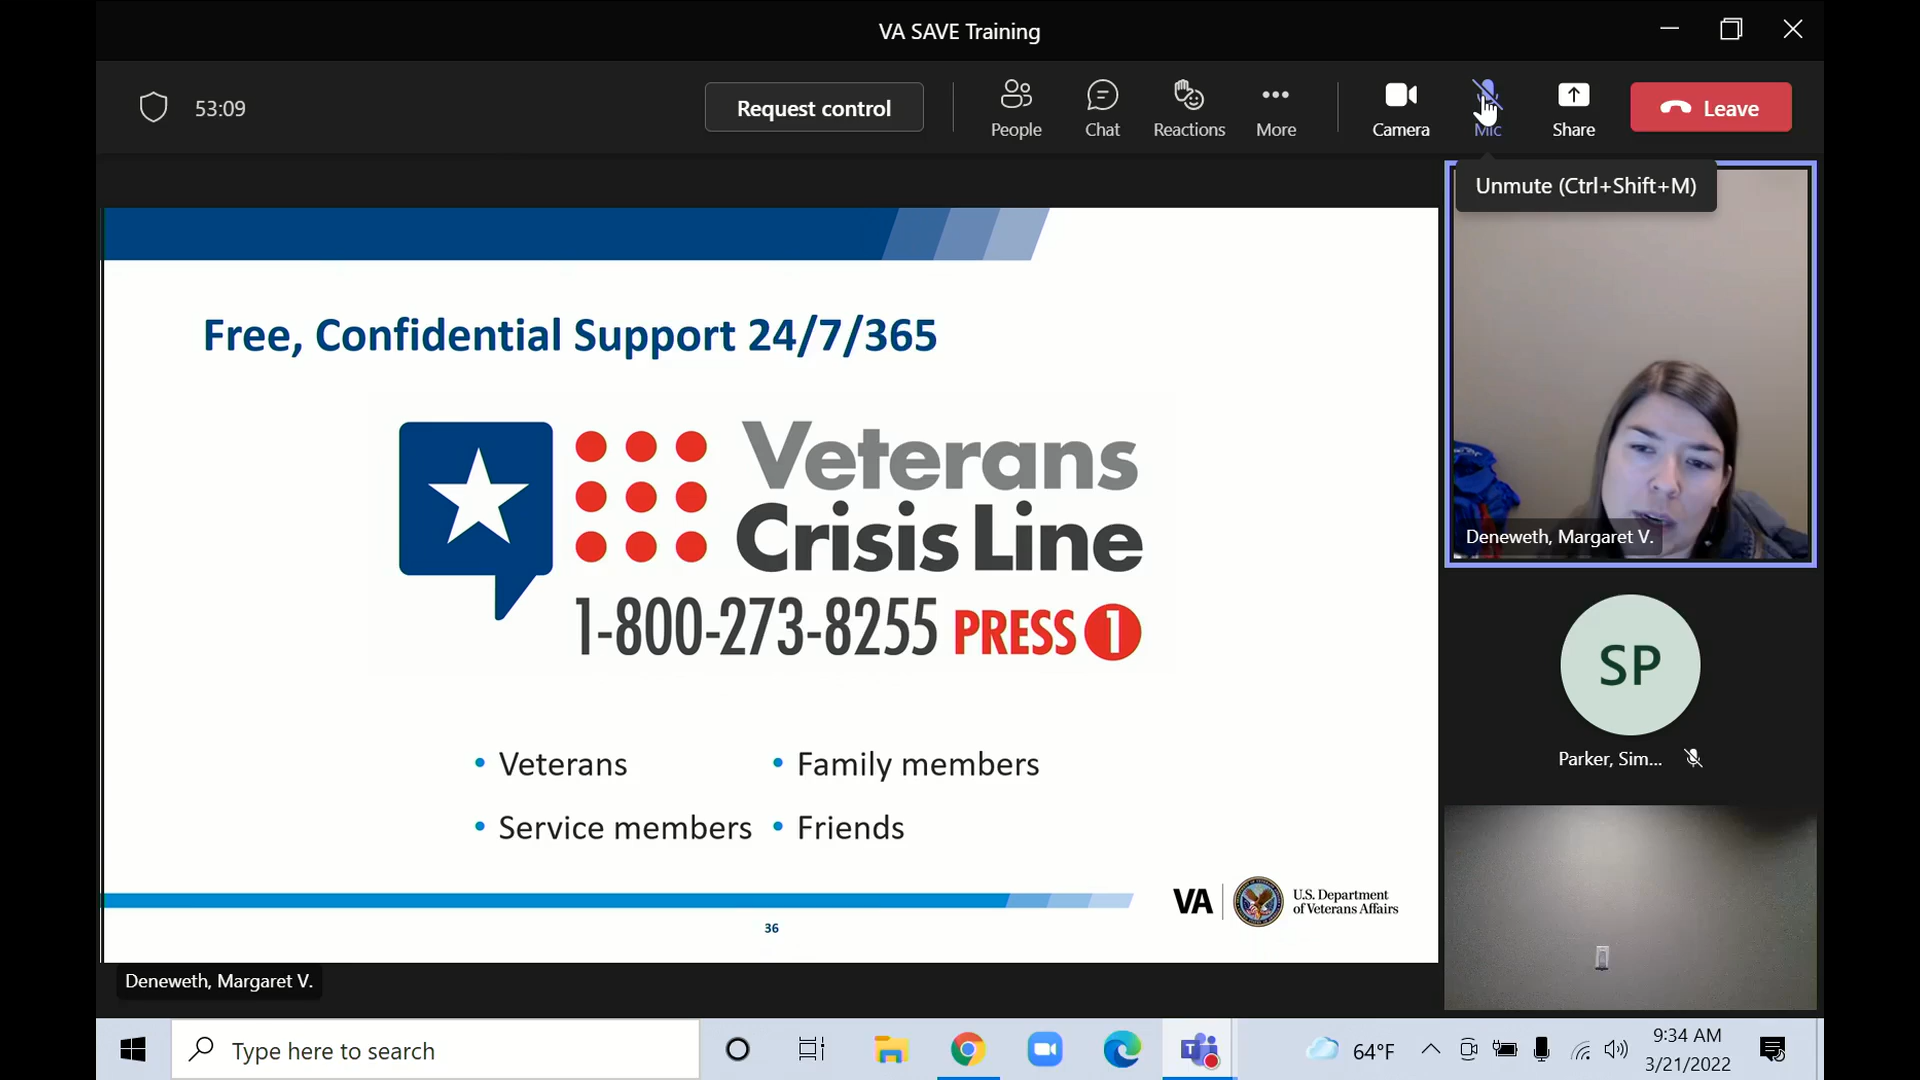 VA SAVE Training
53:09
Request control
People
Chat
Reactions
More
Camera
Mic
Share
Leave
Unmute (Ctrl+Shift+M)
Free, Confidential Support 24/7/365
Veterans
Crisis Line
1-800-273-8255 PRESS 1
• Veterans
• Family members
• Service members
• Friends
VA
U.S. Department
of Veterans Affairs
36
Deneweth, Margaret V.
SP
Parker, Sim...
Deneweth, Margaret V.
Type here to search
64°F
9:34 AM
3/21/2022